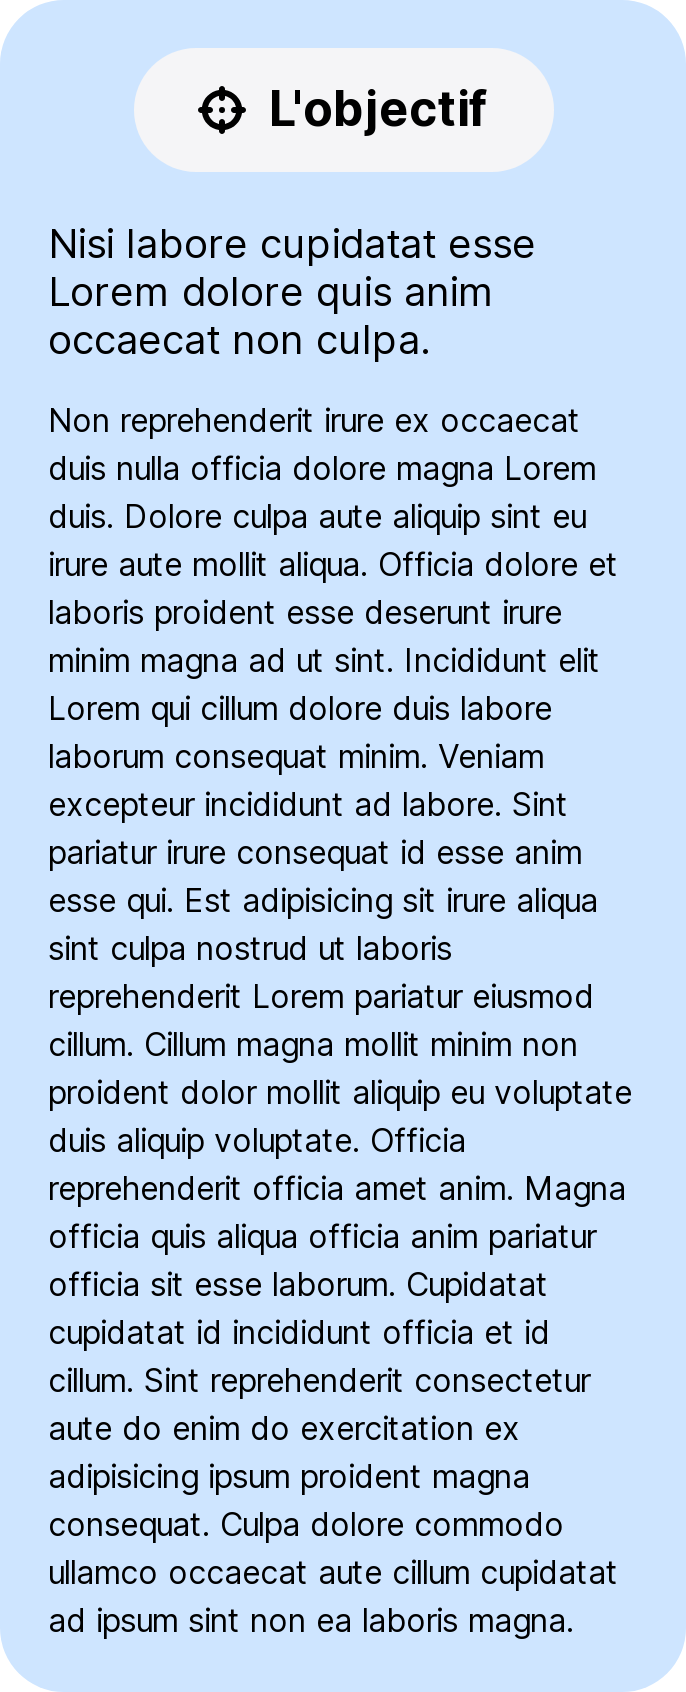 L'objectif
Nisi labore cupidatat esse
Lorem dolore quis anim
occaecat non culpa.
Non reprehenderit irure ex occaecat
duis nulla officia dolore magna Lorem
duis. Dolore culpa aute aliquip sint eu
irure aute mollit aliqua. Officia dolore et
laboris proident esse deserunt irure
minim magna ad ut sint. Incididunt elit
Lorem qui cillum dolore duis labore
laborum consequat minim. Veniam
excepteur incididunt ad labore. Sint
pariatur irure consequat id esse anim
esse qui. Est adipisicing sit irure aliqua
sint culpa nostrud ut laboris
reprehenderit Lorem pariatur eiusmod
cillum. Cillum magna mollit minim non
proident dolor mollit aliquip eu voluptate
duis aliquip voluptate. Officia
reprehenderit officia amet anim. Magna
officia quis aliqua officia anim pariatur
officia sit esse laborum. Cupidatat
cupidatat id incididunt officia et id
cillum. Sint reprehenderit consectetur
aute do enim do exercitation ex
adipisicing ipsum proident magna
consequat. Culpa dolore commodo
ullamco occaecat aute cillum cupidatat
ad ipsum sint non ea laboris magna.